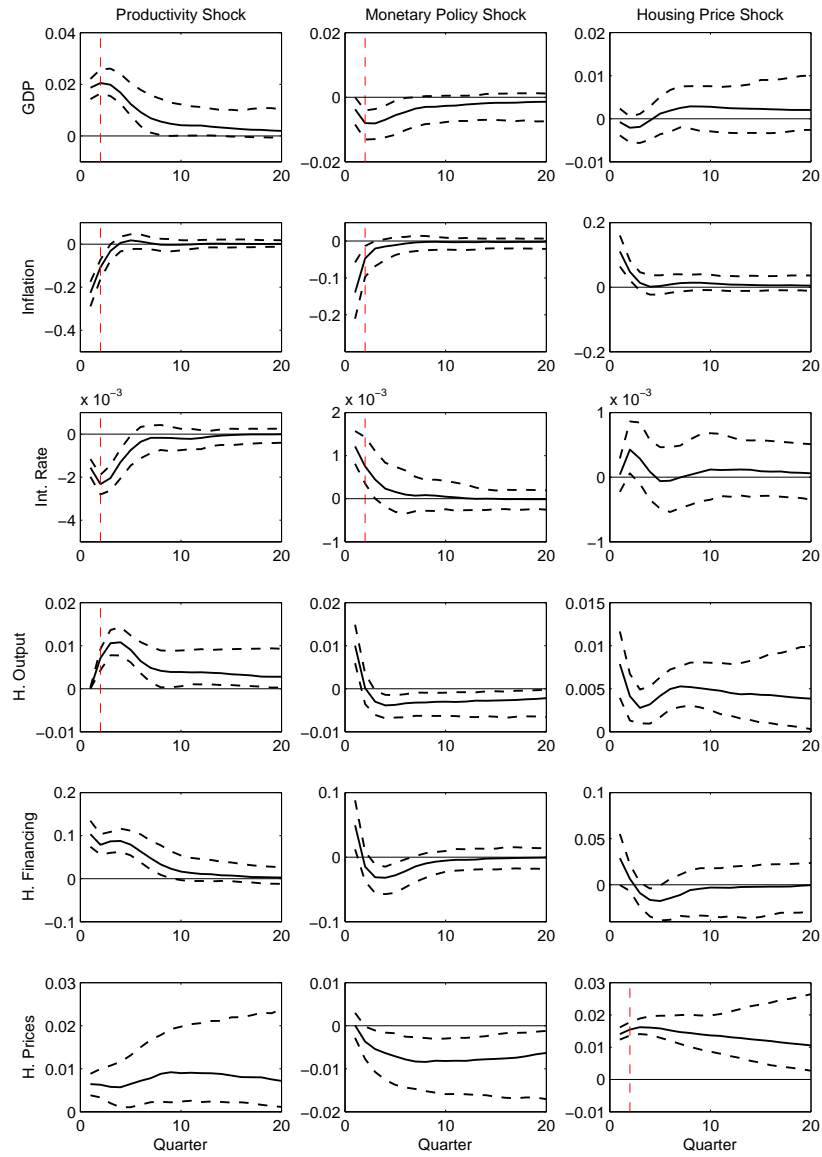 Productivity Shock Monetary Policy Shock Housing Price Shock
GDP
0.04
0.02
0
0 10 20
0.02
0
−0.02
0 10 20
0.02
0.01
0
−0.01
0 10 20
Inflation
0
−0.2
−0.4
0 10 20
0
−0.1
−0.2
0 10 20
0.2
0
−0.2
0 10 20
Int. Rate
x 10⁻³
0
−2
−4
0 10 20
x 10⁻³
2
1
0
−1
0 10 20
x 10⁻³
1
0
−1
0 10 20
H. Output
0.02
0.01
0
−0.01
0 10 20
0.02
0.01
0
−0.01
0 10 20
0.015
0.01
0.005
0
0 10 20
H. Financing
0.2
0.1
0
−0.1
0 10 20
0.1
0
−0.1
0 10 20
0.1
0.05
0
0 10 20
H. Prices
0.03
0.02
0.01
0
0 10 20
0.01
0
−0.01
−0.02
0 10 20
0.03
0.02
0.01
0
−0.01
0 10 20
Quarter Quarter Quarter